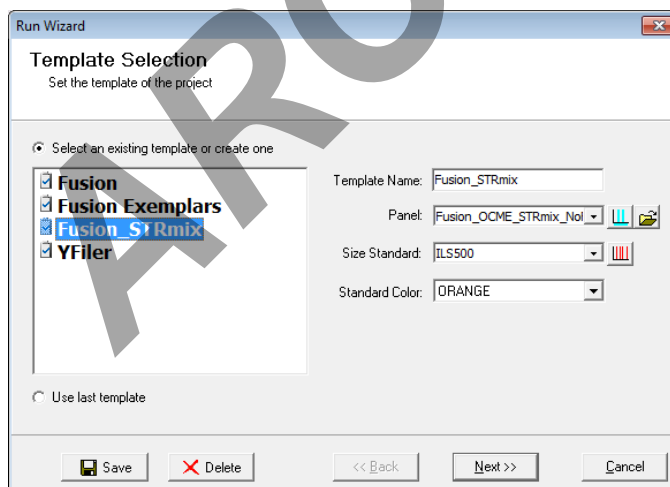 Run Wizard
Template Selection
Set the template of the project
Select an existing template or create one
Fusion
Fusion Exemplars
Fusion_STRmix
YFiler
Template Name: Fusion_STRmix
Panel: Fusion_OCME_STRmix_Nol
Size Standard: ILS500
Standard Color: ORANGE
Use last template
Save
Delete
<< Back
Next >>
Cancel